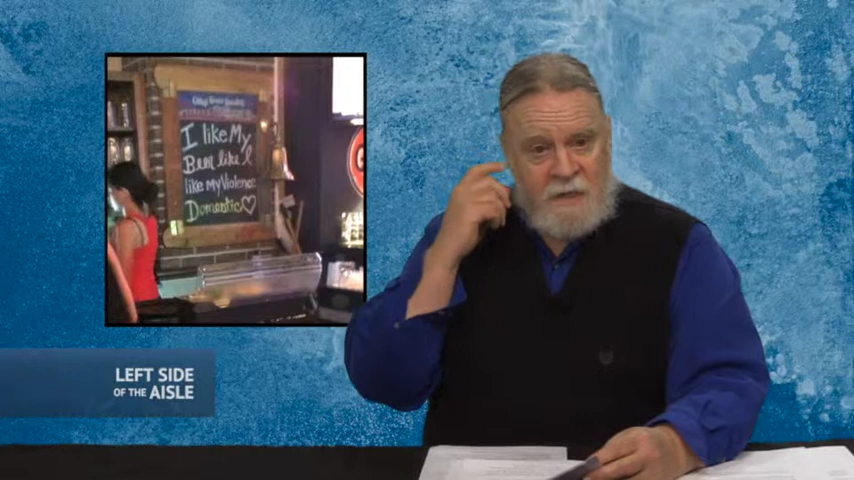 I like My
Beer like I
like My Violence
Domestic
LEFT SIDE
OF THE AISLE